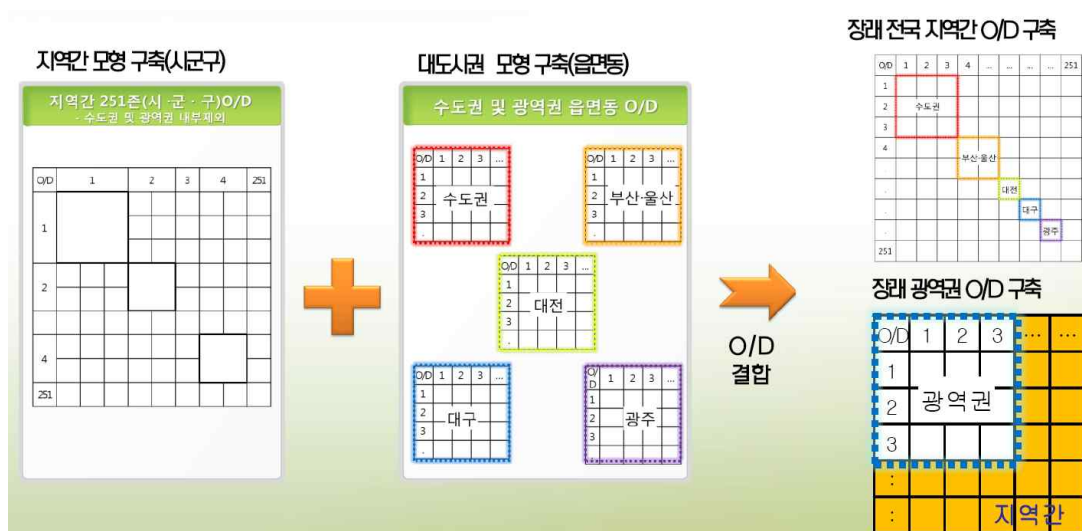 지역간 모형 구축(시군구)
지역간 251존(시·군·구)O/D
- 수도권 및 광역권 내부제외
O/D 1 2 3 4 251
1
2
4
251
대도시권 모형 구축(읍면동)
수도권 및 광역권 읍면동 O/D
O/D 1 2 3 ...
1
2 수도권
3
.
O/D 1 2 3 ...
1
2 부산·울산
3
.
O/D 1 2 3 ...
1
2 대전
3
.
O/D 1 2 3 ...
1
2 대구
3
.
O/D 1 2 3 ...
1
2 광주
3
.
O/D
결합
장래 전국 지역간 O/D 구축
O/D 1 2 3 4 ... ... ... ... 251
1
2 수도권
3
4
부산·울산
. 대전
. 대구
. 광주
251
장래 광역권 O/D 구축
O/D 1 2 3 ... ...
1
2 광역권
3
:
: 지역간